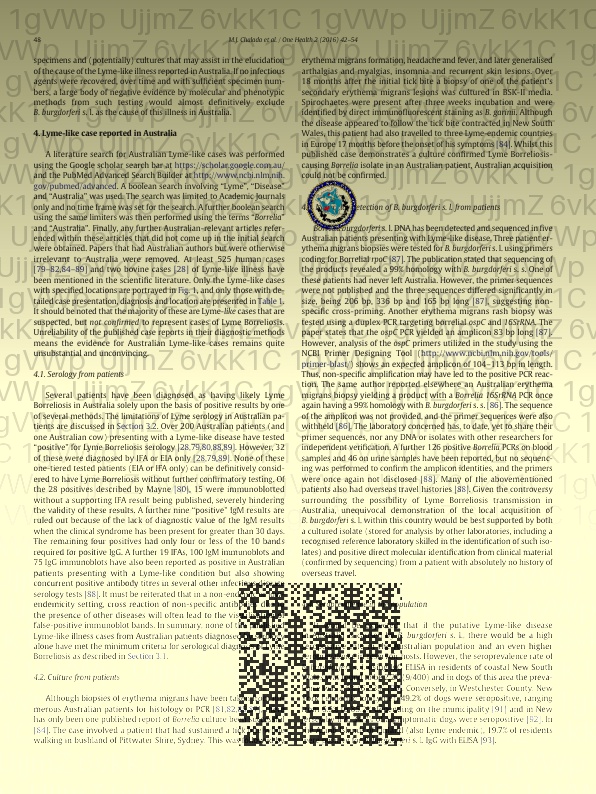 1gVWp UjjmZ 6vkK1C
46
M.J. Chalada et al. / One Health 2 (2016) 42–54
specimens and (potentially) cultures that may assist in the elucidation
of the cause of the Lyme-like illness reported in Australia. If no infectious
agents were recovered, over time and with sufficient specimen num-
bers, a large body of negative evidence by molecular and phenotypic
methods from such testing would almost definitively exclude
B. burgdorferi s. l. as the cause of this illness in Australia.
4. Lyme-like case reported in Australia
A literature search for Australian Lyme-like cases was performed
using the Google scholar search bar at https://scholar.google.com.au/
and the PubMed Advanced Search Builder at http://www.ncbi.nlm.nih.
gov/pubmed/advanced. A boolean search involving "Lyme", "Disease"
and "Australia" was used. The search was limited to Academic Journals
only and no time frame was set for the search. A further boolean search
using the same limiters was then performed using the terms "Borrelia"
and "Australia". Finally, any further Australian-relevant articles refer-
enced within these articles that did not come up in the initial search
were obtained. Papers that had Australian authors but were otherwise
irrelevant to Australia were removed. At least 525 human cases
[79–82,84–89] and two bovine cases [28] of Lyme-like illness have
been mentioned in the scientific literature. Only the Lyme-like cases
with specified locations are portrayed in Fig. 1, and only those with de-
tailed case presentation, diagnosis and location are presented in Table 1.
It should be noted that the majority of these are Lyme-like cases that are
suspected, but not confirmed to represent cases of Lyme Borreliosis.
Unreliability of the published case reports in their diagnostic methods
means the evidence for Australian Lyme-like cases remains quite
unsubstantial and unconvincing.
4.1. Serology from patients
Several patients have been diagnosed as having likely Lyme
Borreliosis in Australia solely upon the basis of positive results by one
of several methods. The limitations of Lyme serology in Australian pa-
tients are discussed in Section 3.2. Over 200 Australian patients (and
one Australian cow) presenting with a Lyme-like disease have tested
"positive" for Lyme Borreliosis serology [28,79,80,88,89]. However, 32
of these were diagnosed by IFA or EIA only [28,79,89]. None of these
one-tiered tested patients (EIA or IFA only) can be definitively consid-
ered to have Lyme Borreliosis without further confirmatory testing. Of
the 28 positives described by Mayne [80], 15 were immunoblotted
without a supporting IFA result being published, severely hindering
the validity of these results. A further nine "positive" IgM results are
ruled out because of the lack of diagnostic value of the IgM results
when the clinical syndrome has been present for greater than 30 days.
The remaining four positives had only four or less of the 10 bands
required for positive IgG. A further 19 IFAs, 100 IgM immunoblots and
75 IgG immunoblots have also been reported as positive in Australian
patients presenting with a Lyme-like condition but also showing
concurrent positive antibody titres in several other infectious
serology tests [88]. It must be reiterated that in a non-
endemicity setting, cross reaction of non-specific
the presence of other diseases will often lead to the
false-positive immunoblot bands. In summary, none of
Lyme-like illness cases from Australian patients diagnosed
alone have met the minimum criteria for serological
Borreliosis as described in Section 3.1.
4.2. Culture from patients
Although biopsies of erythema migrans have been
merous Australian patients for histology or PCR [81,82,
has only been one published report of Borrelia culture
[84]. The case involved a patient that had sustained a
walking in bushland of Pittwater Shire, Sydney. This was
erythema migrans formation, headache and fever, and later generalised
arthalgias and myalgias, insomnia and recurrent skin lesions. Over
18 months after the initial tick bite a biopsy of one of the patient's
secondary erythema migrans lesions was cultured in BSK-II media.
Spirochaetes were present after three weeks incubation and were
identified by direct immunofluorescent staining as B. garinii. Although
the disease appeared to follow the tick bite contracted in New South
Wales, this patient had also travelled to three Lyme-endemic countries
in Europe 17 months before the onset of his symptoms [84]. Whilst this
published case demonstrates a culture confirmed Lyme Borreliosis-
causing Borrelia isolate in an Australian patient, Australian acquisition
could not be confirmed.
detection of B. burgdorferi s. l. from patients
burgdorferi s. l. DNA has been detected and sequenced in five
Australian patients presenting with Lyme-like disease. Three patient er-
ythema migrans biopsies were tested for B. burgdorferi s. l. using primers
coding for Borrelial rpoC [87]. The published stated that sequencing of
the products revealed a 99% homology with B. burgdorferi s. s. One of
these patients had never left Australia. However, the primer sequences
were not published and the three sequences differed significantly in
size, being 206 bp, 336 bp and 165 bp long [87], suggesting non-
specific cross-priming. Another erythema migrans rash biopsy was
tested using a duplex PCR targeting borrelial ospC and 16SrRNA. The
paper states that the ospC PCR yielded an amplicon 83 bp long [87].
However, analysis of the ospC primers utilized in the study using the
NCBI Primer Designing Tool (http://www.ncbi.nlm.nih.gov/tools/
primer-blast/) shows an expected amplicon of 104–113 bp in length.
Thus, non-specific amplification may have led to the positive PCR reac-
tion. The same author reported elsewhere an Australian erythema
migrans biopsy yielding a product with a Borrelia 16SrRNA PCR once
again having a 99% homology with B. burgdorferi s. s. [86]. The sequence
of the amplicon was not provided, and the primer sequences were also
withheld [86]. The laboratory concerned has, to date, yet to share their
primer sequences, nor any DNA or isolates with other researchers for
independent verification. A further 126 positive Borrelia PCRs on blood
samples and 46 on urine samples have been reported, but no sequenc-
ing was performed to confirm the amplicon identities, and the primers
were once again not disclosed [88]. Many of the abovementioned
patients also had overseas travel histories [88]. Given the controversy
surrounding the possibility of Lyme Borreliosis transmission in
Australia, unequivocal demonstration of the local acquisition of
B. burgdorferi s. l. within this country would be best supported by both
a cultured isolate (stored for analysis by other laboratories, including a
recognised reference laboratory skilled in the identification of such iso-
lates) and positive direct molecular identification from clinical material
(confirmed by sequencing) from a patient with absolutely no history of
overseas travel.
population
that if the putative Lyme-like disease
burgdorferi s. l. there would be a high
Australian population and an even higher
hosts. However, the seroprevalence rate of
ELISA in residents of coastal New South
and in dogs of this area the preva-
Conversely, in Westchester County, New
49.2% of dogs were seropositive, ranging
on the municipality [91] and in New
dogs were seropositive [92]. In
(also Lyme endemic), 19.7% of residents
s. l. IgG with ELISA [93].